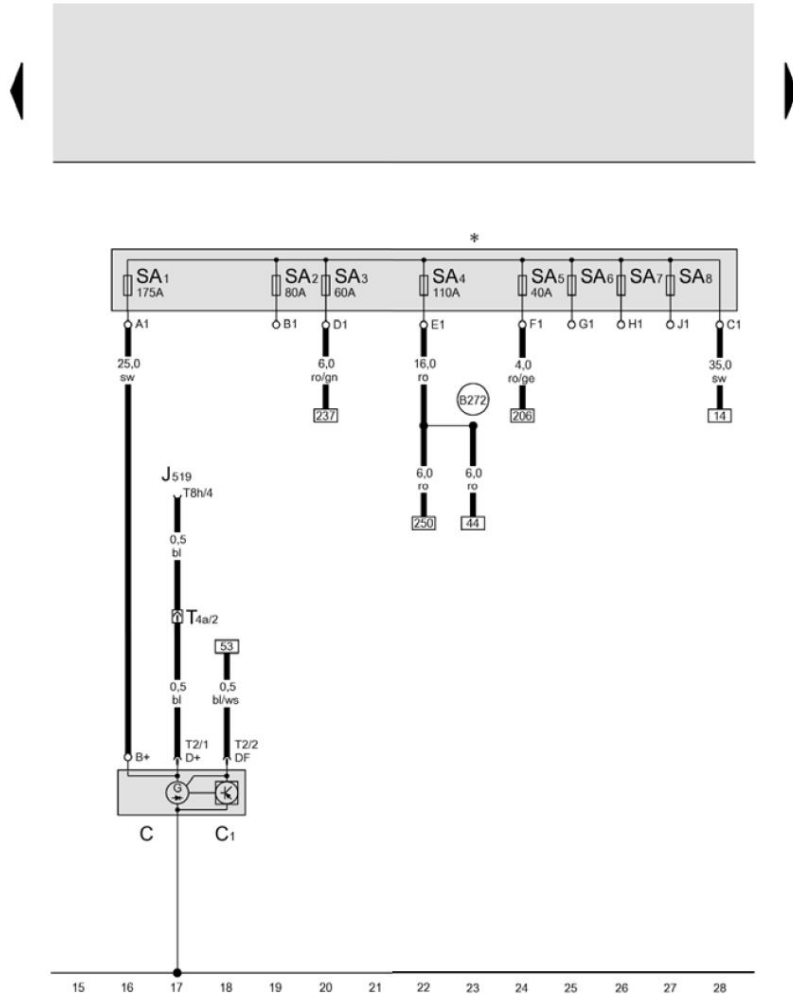 *
SA1 SA2 SA3 SA4 SA5 SA6 SA7 SA8
175A 80A 60A 110A 40A
A1 B1 D1 E1 F1 G1 H1 J1 C1
25,0 6,0 16,0 4,0 35,0
sw ro/gn ro ro/ge sw
B272
237 206 14
J519
6,0 6,0
ro ro
T8h/4
250 44
0,5
bl
T4a/2
53
0,5 0,5
bl bl/ws
T2/1 T2/2
B+ D+ DF
G
C C1
15 16 17 18 19 20 21 22 23 24 25 26 27 28